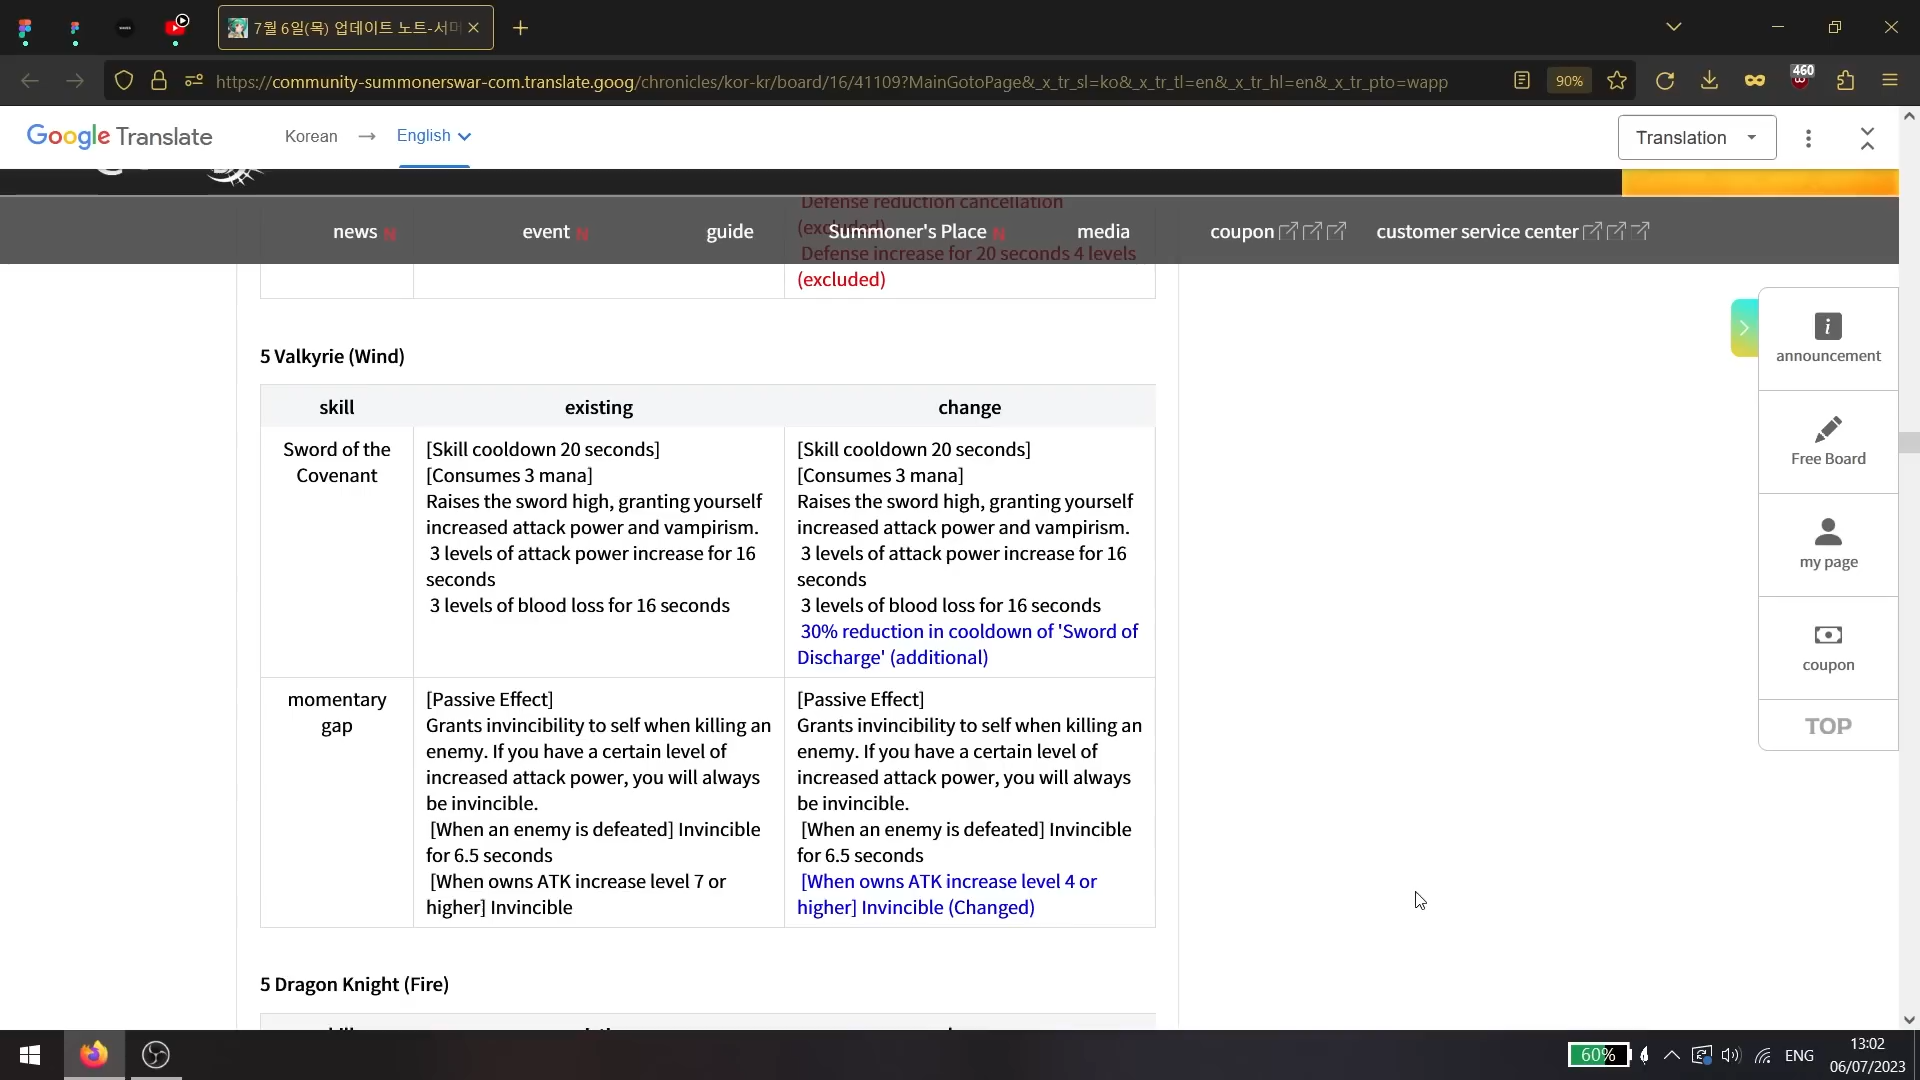 7월 6일(목) 업데이트 노트-서머
https://community-summonerswar-com.translate.goog/chronicles/kor-kr/board/16/41109?MainGotoPage&_x_tr_sl=ko&_x_tr_tl=en&_x_tr_hl=en&_x_tr_pto=wapp
90%
460
Google Translate
Korean → English
Translation
Defense reduction cancellation
(excluded)
Defense increase for 20 seconds 4 levels
(excluded)
news N
event N
guide
Summoner's Place N
media
coupon
customer service center
5 Valkyrie (Wind)
skill
existing
change
Sword of the
Covenant
[Skill cooldown 20 seconds]
[Consumes 3 mana]
Raises the sword high, granting yourself
increased attack power and vampirism.
3 levels of attack power increase for 16
seconds
3 levels of blood loss for 16 seconds
[Skill cooldown 20 seconds]
[Consumes 3 mana]
Raises the sword high, granting yourself
increased attack power and vampirism.
3 levels of attack power increase for 16
seconds
3 levels of blood loss for 16 seconds
30% reduction in cooldown of 'Sword of
Discharge' (additional)
momentary
gap
[Passive Effect]
Grants invincibility to self when killing an
enemy. If you have a certain level of
increased attack power, you will always
be invincible.
[When an enemy is defeated] Invincible
for 6.5 seconds
[When owns ATK increase level 7 or
higher] Invincible
[Passive Effect]
Grants invincibility to self when killing an
enemy. If you have a certain level of
increased attack power, you will always
be invincible.
[When an enemy is defeated] Invincible
for 6.5 seconds
[When owns ATK increase level 4 or
higher] Invincible (Changed)
5 Dragon Knight (Fire)
announcement
Free Board
my page
coupon
TOP
60%
ENG
13:02
06/07/2023